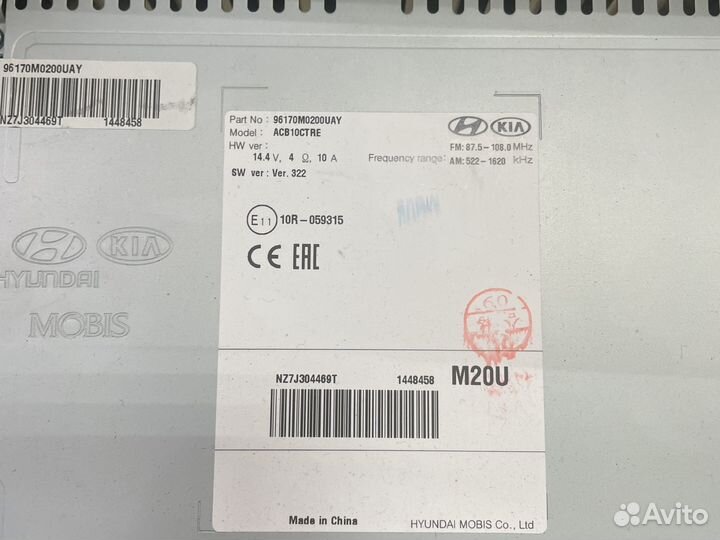 96170M0200UAY
NZ7J304469T 1448458
Part No : 96170M0200UAY
Model : ACB10CTRE
HW ver :
14.4 V, 4 Ω, 10 A
SW ver : Ver. 322
HYUNDAI KIA
FM: 87.5-108.0 MHz
Frequency range: AM: 522-1620 kHz
E11 10R-059315
CE EAC
KIA
HYUNDAI
MOBIS
NZ7J304469T 1448458 M20U
Made in China
HYUNDAI MOBIS Co., Ltd
Avito